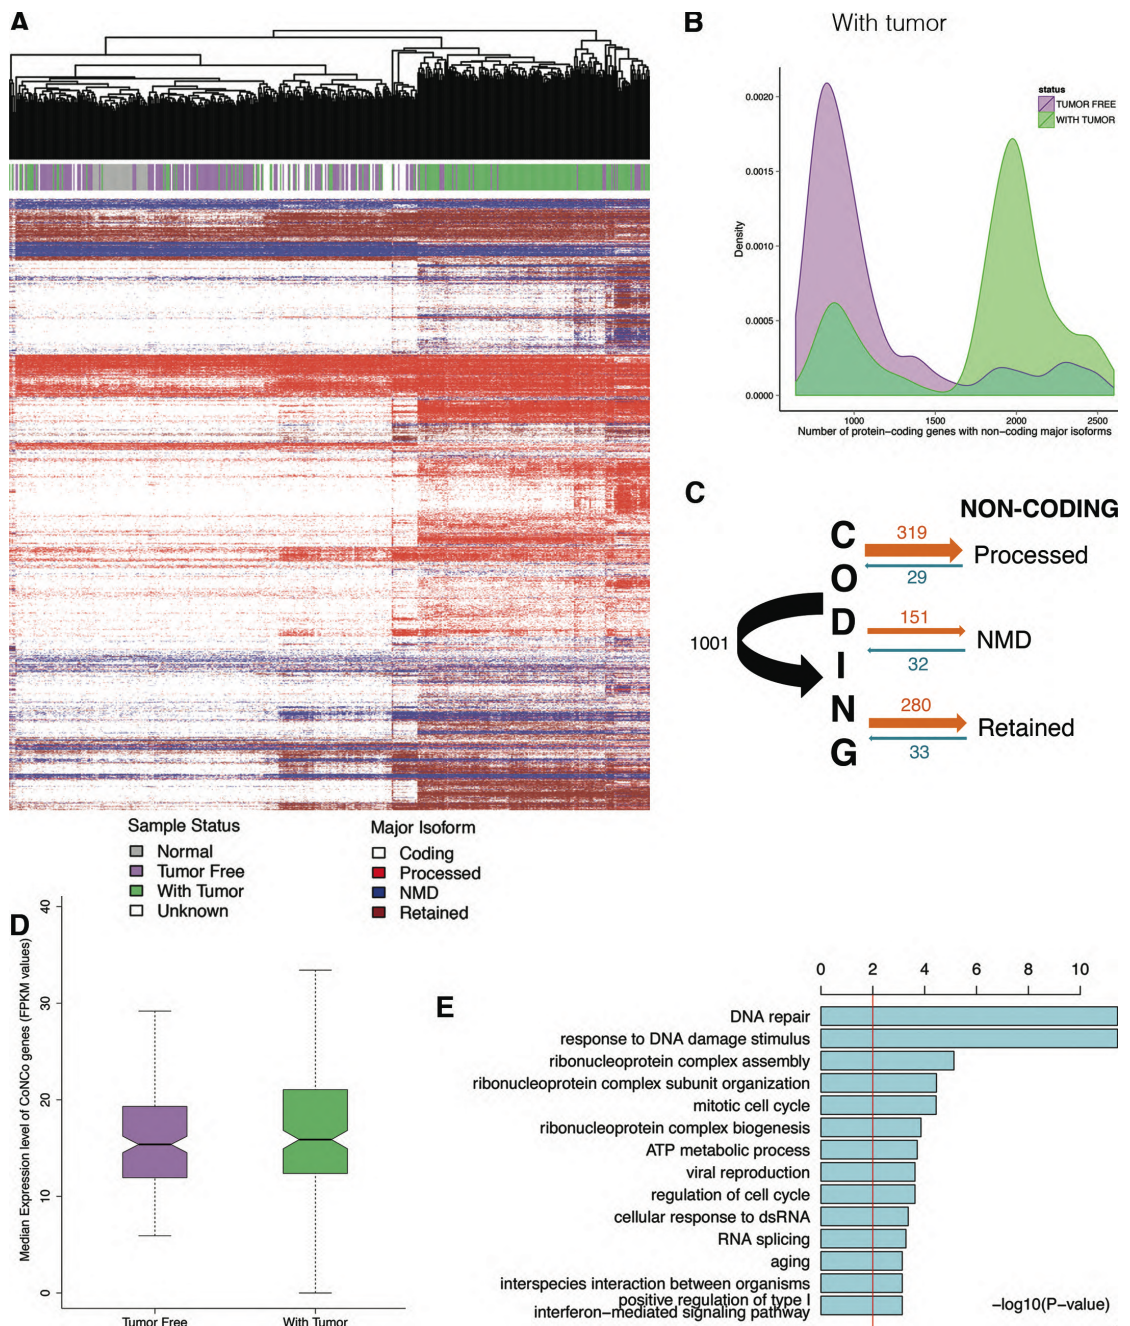 A
B
With tumor
status
TUMOR FREE
WITH TUMOR
0.0020
0.0015
0.0010
0.0005
0.0000
Density
1000
1500
2000
2500
Number of protein-coding genes with non-coding major isoforms
C
NON-CODING
CODING
1001
319
Processed
29
151
NMD
32
280
Retained
33
Sample Status
Normal
Tumor Free
With Tumor
Unknown
Major Isoform
Coding
Processed
NMD
Retained
D
Median Expression level of CoNCo genes (FPKM values)
40
30
20
10
0
Tumor Free
With Tumor
E
0 2 4 6 8 10
DNA repair
response to DNA damage stimulus
ribonucleoprotein complex assembly
ribonucleoprotein complex subunit organization
mitotic cell cycle
ribonucleoprotein complex biogenesis
ATP metabolic process
viral reproduction
regulation of cell cycle
cellular response to dsRNA
RNA splicing
aging
interspecies interaction between organisms
positive regulation of type I
interferon-mediated signaling pathway
-log10(P-value)